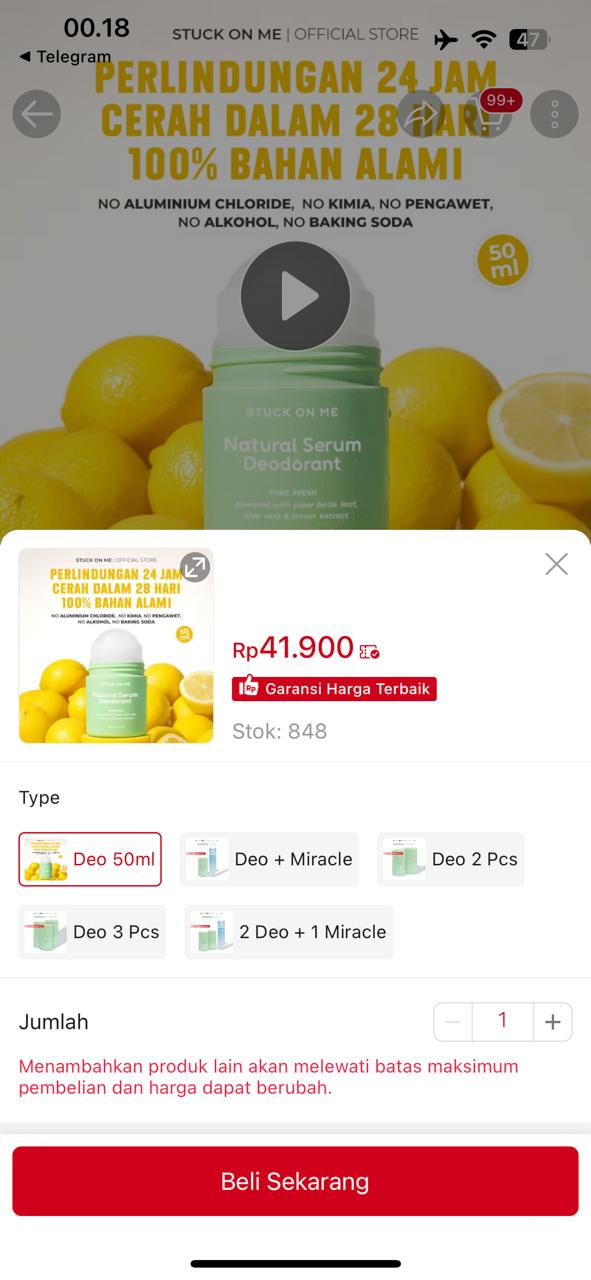 00.18
STUCK ON ME | OFFICIAL STORE
47
Telegram
PERLINDUNGAN 24 JAM
CERAH DALAM 28 HARI
99+
100% BAHAN ALAMI
NO ALUMINIUM CHLORIDE, NO KIMIA, NO PENGAWET,
NO ALKOHOL, NO BAKING SODA
50
ml
STUCK ON ME
Natural Serum
Deodorant
PURE FRESH
powered with piper betle leaf,
aloe vera & lemon extract
STUCK ON ME | OFFICIAL STORE
PERLINDUNGAN 24 JAM
CERAH DALAM 28 HARI
100% BAHAN ALAMI
NO ALUMINIUM CHLORIDE, NO KIMIA, NO PENGAWET,
NO ALKOHOL, NO BAKING SODA
50
ml
STUCK ON ME
Natural Serum
Deodorant
Rp41.900
Rp Garansi Harga Terbaik
Stok: 848
Type
Deo 50ml
Deo + Miracle
Deo 2 Pcs
Deo 3 Pcs
2 Deo + 1 Miracle
Jumlah
− 1 +
Menambahkan produk lain akan melewati batas maksimum
pembelian dan harga dapat berubah.
Beli Sekarang